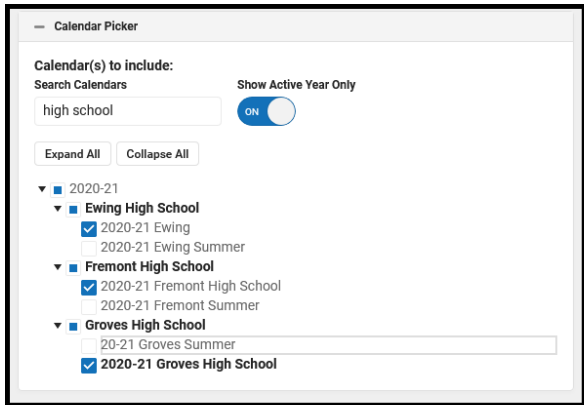 Calendar Picker
Calendar(s) to include:
Search Calendars Show Active Year Only
high school ON
Expand All Collapse All
2020-21
Ewing High School
2020-21 Ewing
2020-21 Ewing Summer
Fremont High School
2020-21 Fremont High School
2020-21 Fremont Summer
Groves High School
20-21 Groves Summer
2020-21 Groves High School